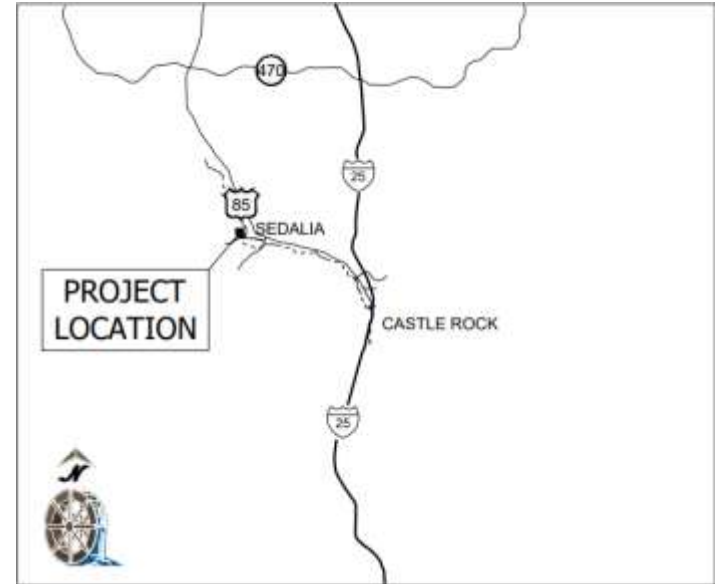 470
25
85
SEDALIA
PROJECT
LOCATION
CASTLE ROCK
25
N